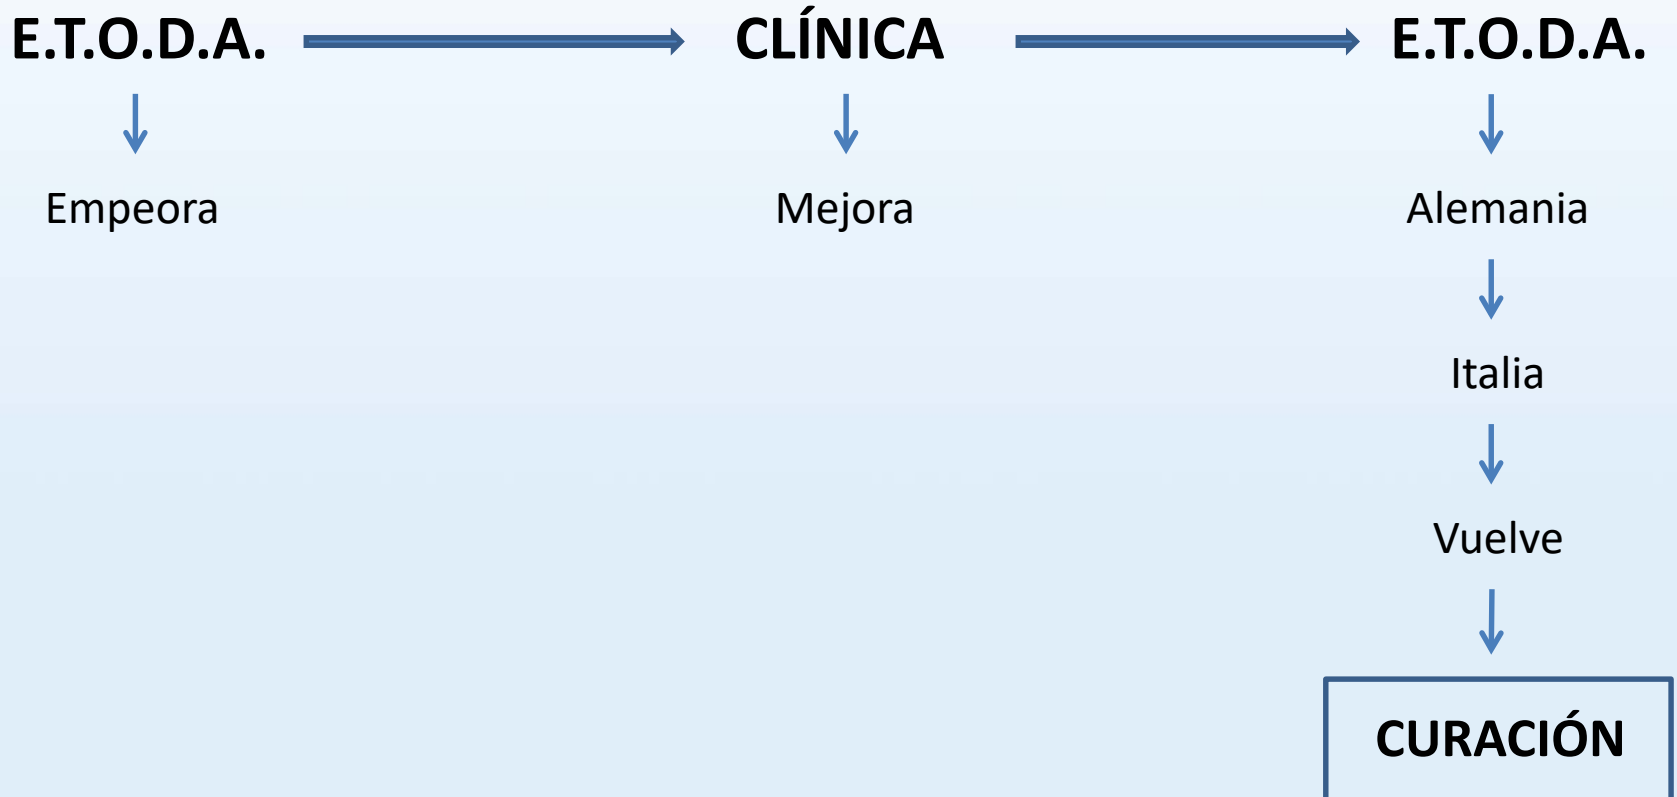 E.T.O.D.A. CLÍNICA E.T.O.D.A.
Empeora Mejora Alemania
Italia
Vuelve
CURACIÓN